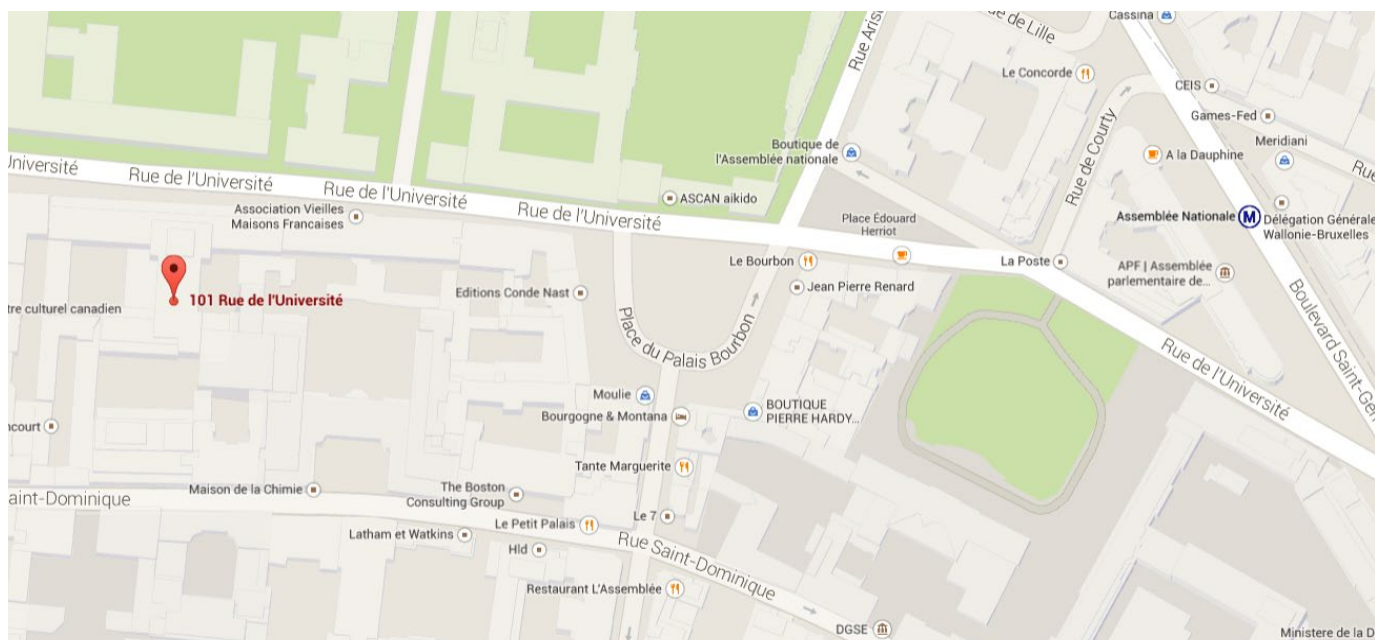 Cassina
de Lille
Rue Aris
Le Concorde
CEIS
Games-Fed
Meridiani
Rue de Courty
Boutique de
l'Assemblée nationale
A la Dauphine
Rue
Université
Rue de l'Université
Rue de l'Université
Rue de l'Université
ASCAN aikido
Association Vieilles
Maisons Francaises
Place Édouard
Herriot
Assemblée Nationale
M
Délégation Générale
Wallonie-Bruxelles
Le Bourbon
La Poste
APF | Assemblée
parlementaire de...
Jean Pierre Renard
Editions Conde Nast
101 Rue de l'Université
tre culturel canadien
Place du Palais Bourbon
Boulevard Saint-Ger
Rue de l'Université
Moulie
Bourgogne & Montana
BOUTIQUE
PIERRE HARDY...
ncourt
Tante Marguerite
Maison de la Chimie
The Boston
Consulting Group
aint-Dominique
Le 7
Le Petit Palais
Latham et Watkins
Hld
Rue Saint-Dominique
Restaurant L'Assemblée
DGSE
Ministere de la D